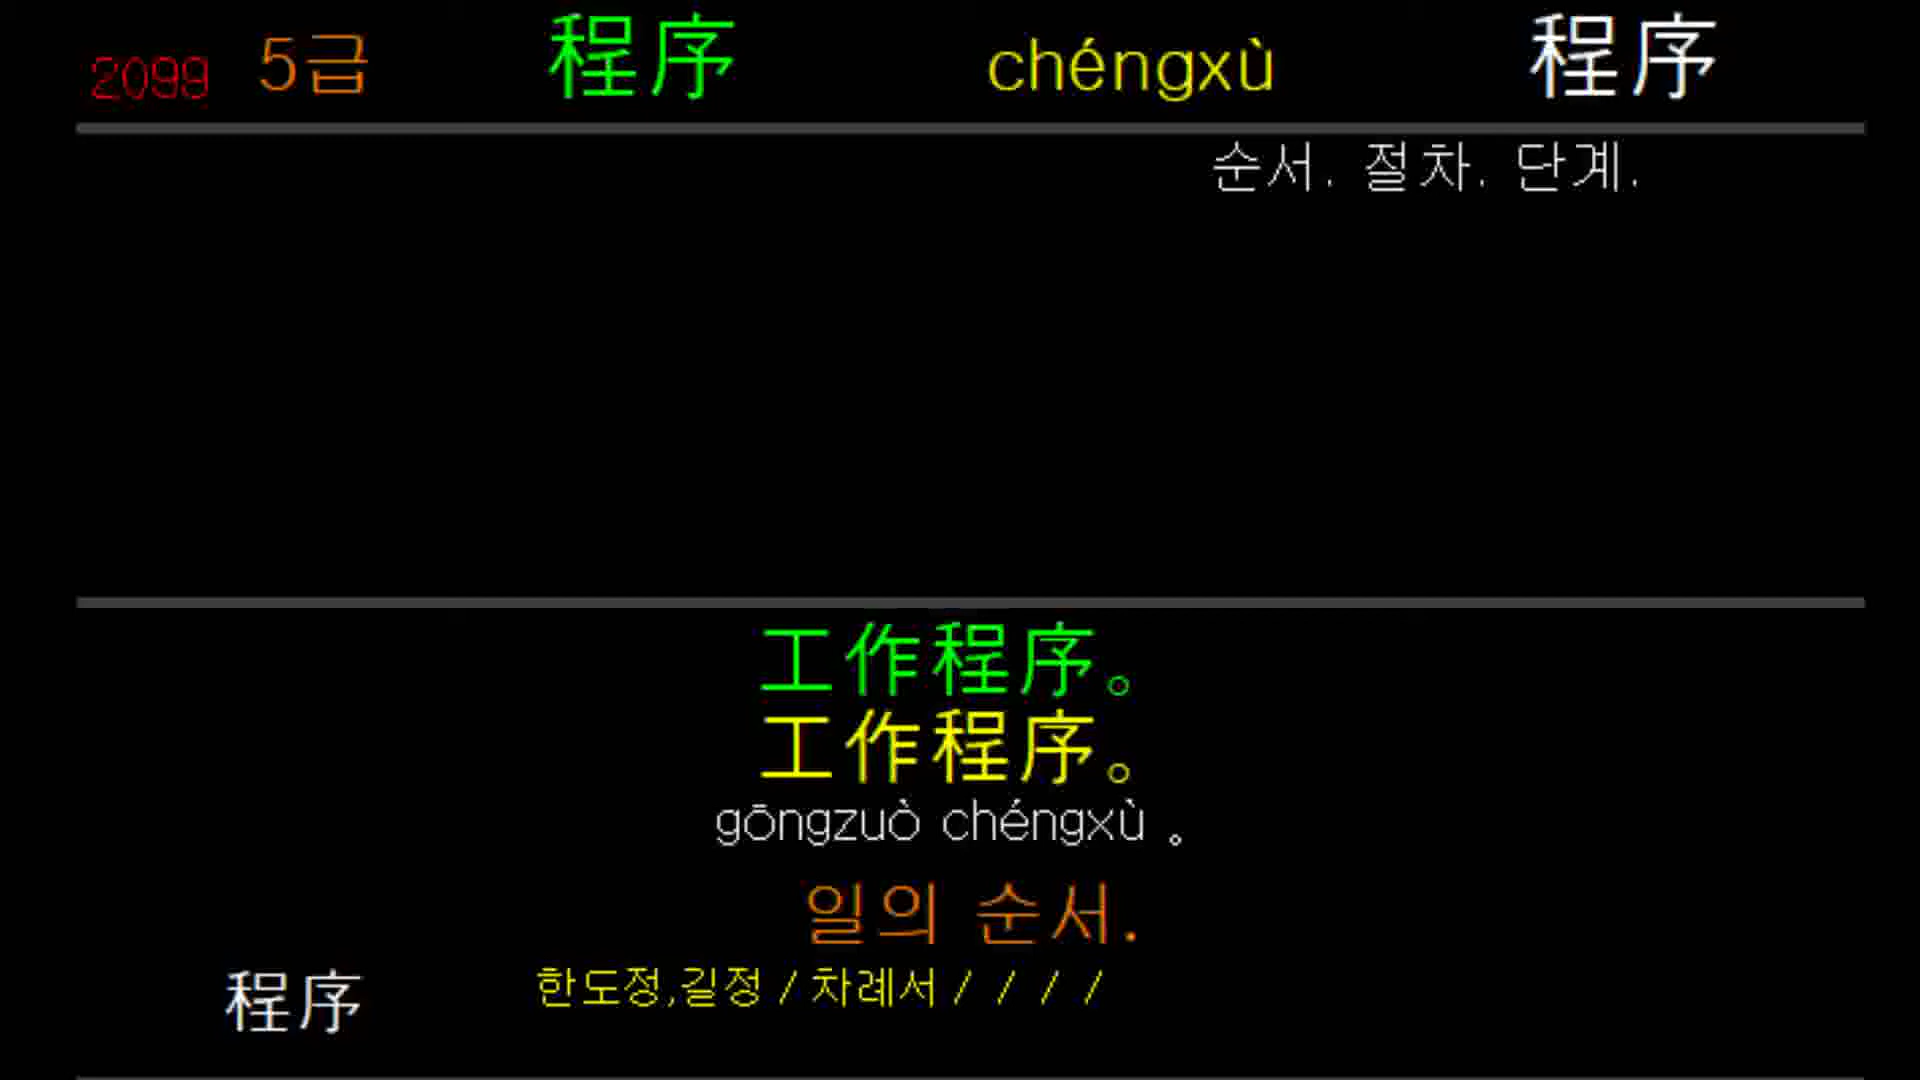 2099 5급 程序 chéngxù 程序
순서. 절차. 단계.
工作程序。
工作程序。
gōngzuò chéngxù 。
일의 순서.
程序 한도정,길정 / 차례서 / / / /